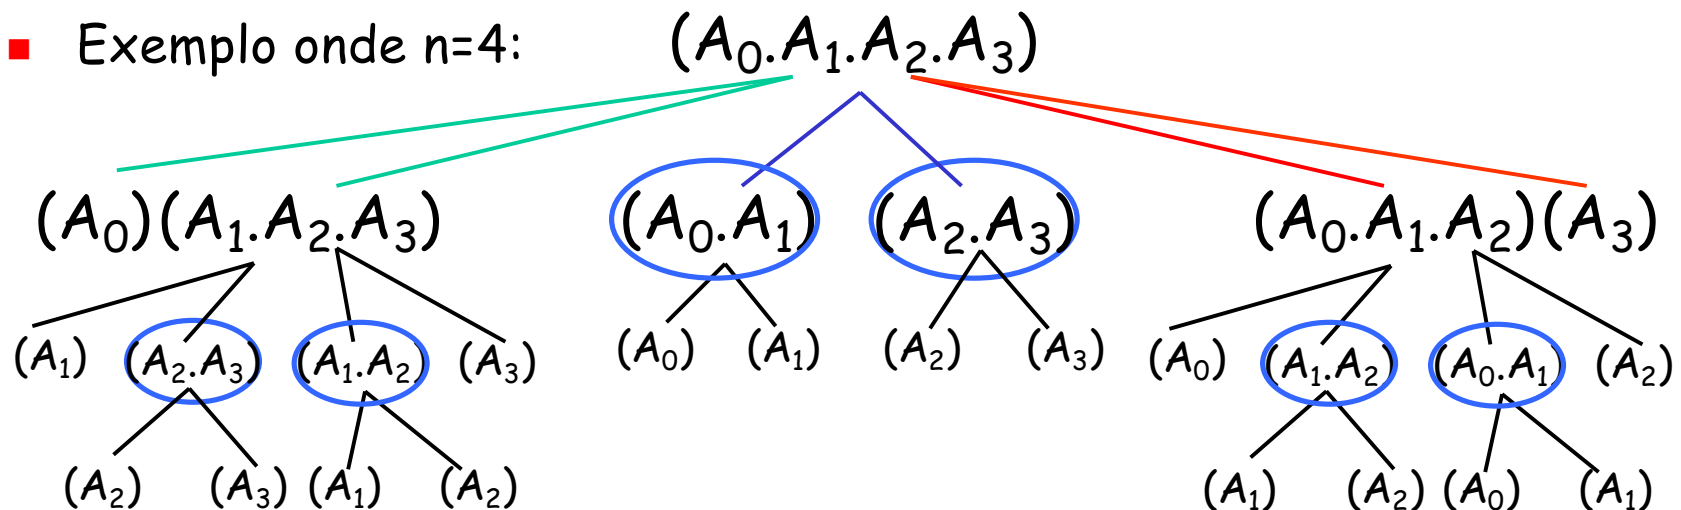 Exemplo onde n=4: (A₀.A₁.A₂.A₃)
(A₀)(A₁.A₂.A₃) (A₀.A₁) (A₂.A₃) (A₀.A₁.A₂)(A₃)
(A₁) (A₂.A₃) (A₁.A₂) (A₃) (A₀) (A₁) (A₂) (A₃) (A₀) (A₁.A₂) (A₀.A₁) (A₂)
(A₂) (A₃) (A₁) (A₂) (A₁) (A₂) (A₀) (A₁)